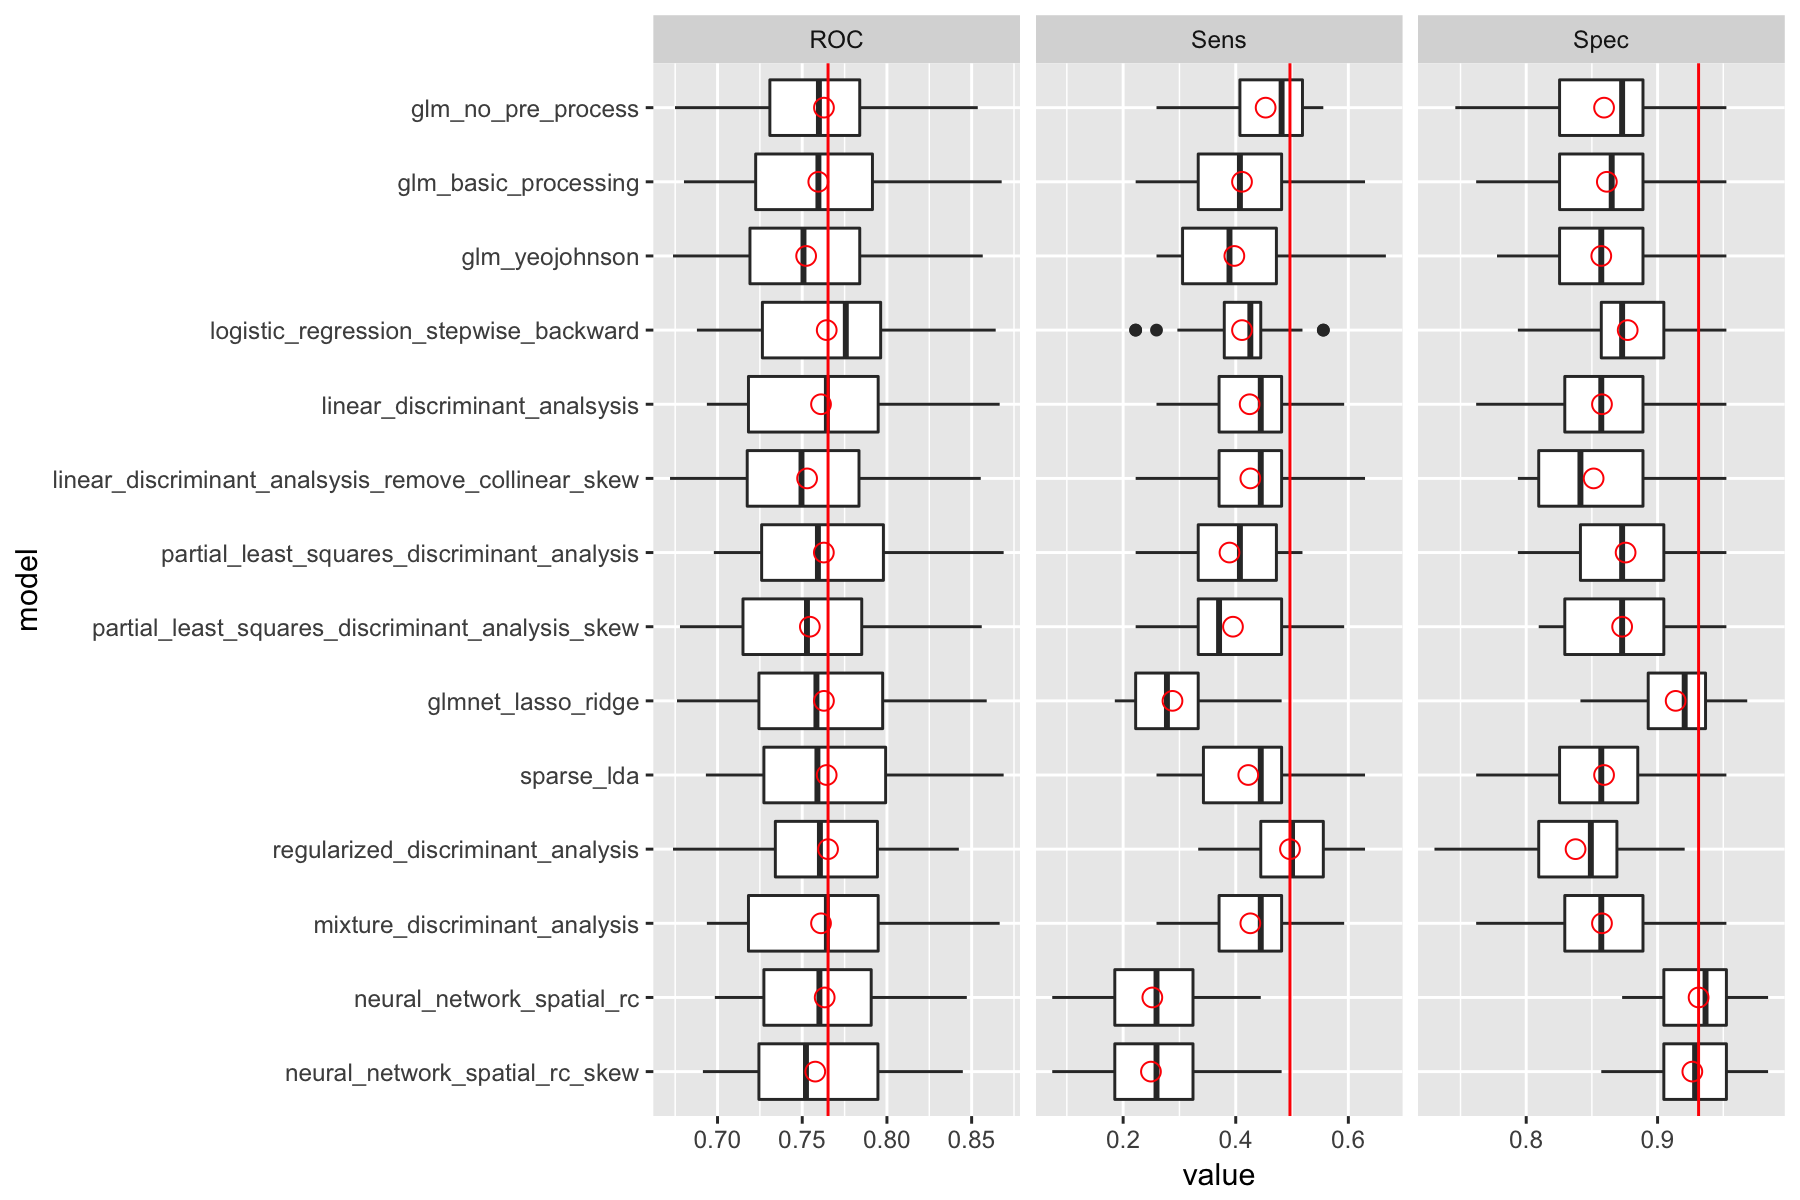 ROC Sens Spec
glm_no_pre_process
glm_basic_processing
glm_yeojohnson
logistic_regression_stepwise_backward
linear_discriminant_analsysis
linear_discriminant_analsysis_remove_collinear_skew
partial_least_squares_discriminant_analysis
partial_least_squares_discriminant_analysis_skew
glmnet_lasso_ridge
sparse_lda
regularized_discriminant_analysis
mixture_discriminant_analysis
neural_network_spatial_rc
neural_network_spatial_rc_skew
model
0.70 0.75 0.80 0.85 0.2 0.4 0.6 0.8 0.9
value